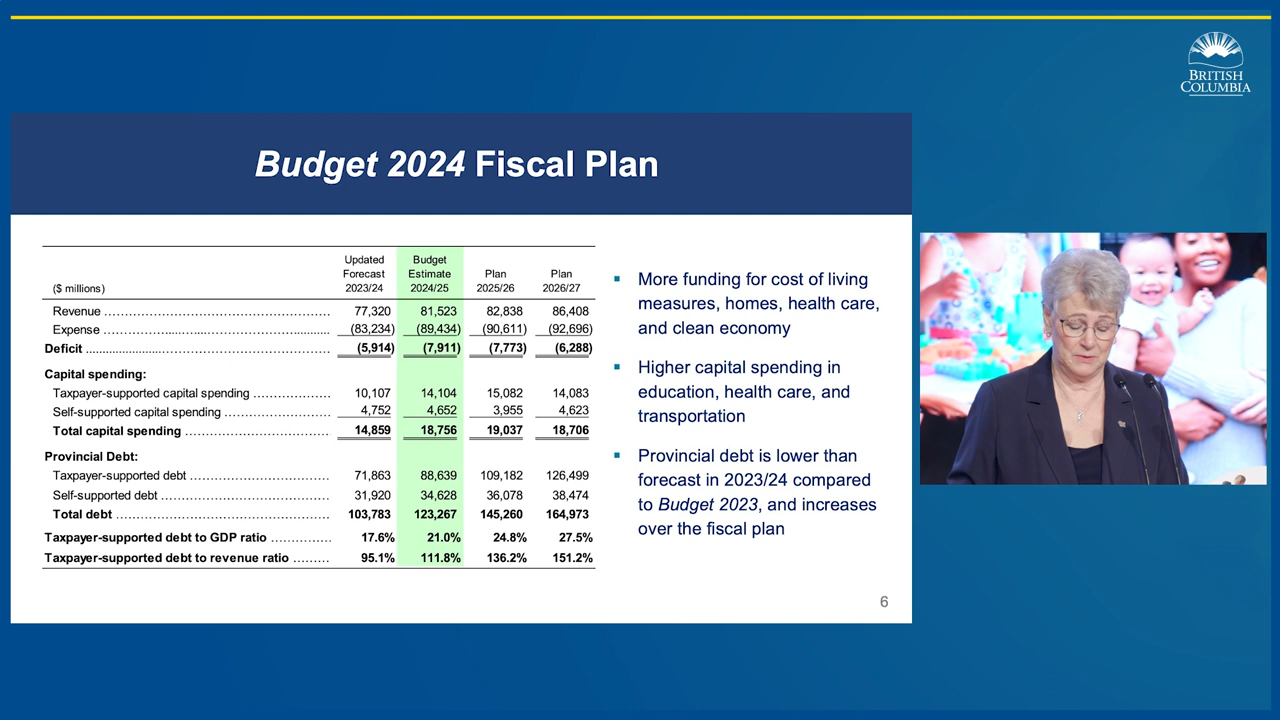 BRITISH
COLUMBIA
Budget 2024 Fiscal Plan
Updated Budget
Forecast Estimate Plan Plan
($ millions) 2023/24 2024/25 2025/26 2026/27
Revenue 77,320 81,523 82,838 86,408
Expense (83,234) (89,434) (90,611) (92,696)
Deficit (5,914) (7,911) (7,773) (6,288)
Capital spending:
Taxpayer-supported capital spending 10,107 14,104 15,082 14,083
Self-supported capital spending 4,752 4,652 3,955 4,623
Total capital spending 14,859 18,756 19,037 18,706
Provincial Debt:
Taxpayer-supported debt 71,863 88,639 109,182 126,499
Self-supported debt 31,920 34,628 36,078 38,474
Total debt 103,783 123,267 145,260 164,973
Taxpayer-supported debt to GDP ratio 17.6% 21.0% 24.8% 27.5%
Taxpayer-supported debt to revenue ratio 95.1% 111.8% 136.2% 151.2%
▪ More funding for cost of living
measures, homes, health care,
and clean economy
▪ Higher capital spending in
education, health care, and
transportation
▪ Provincial debt is lower than
forecast in 2023/24 compared
to Budget 2023, and increases
over the fiscal plan
6